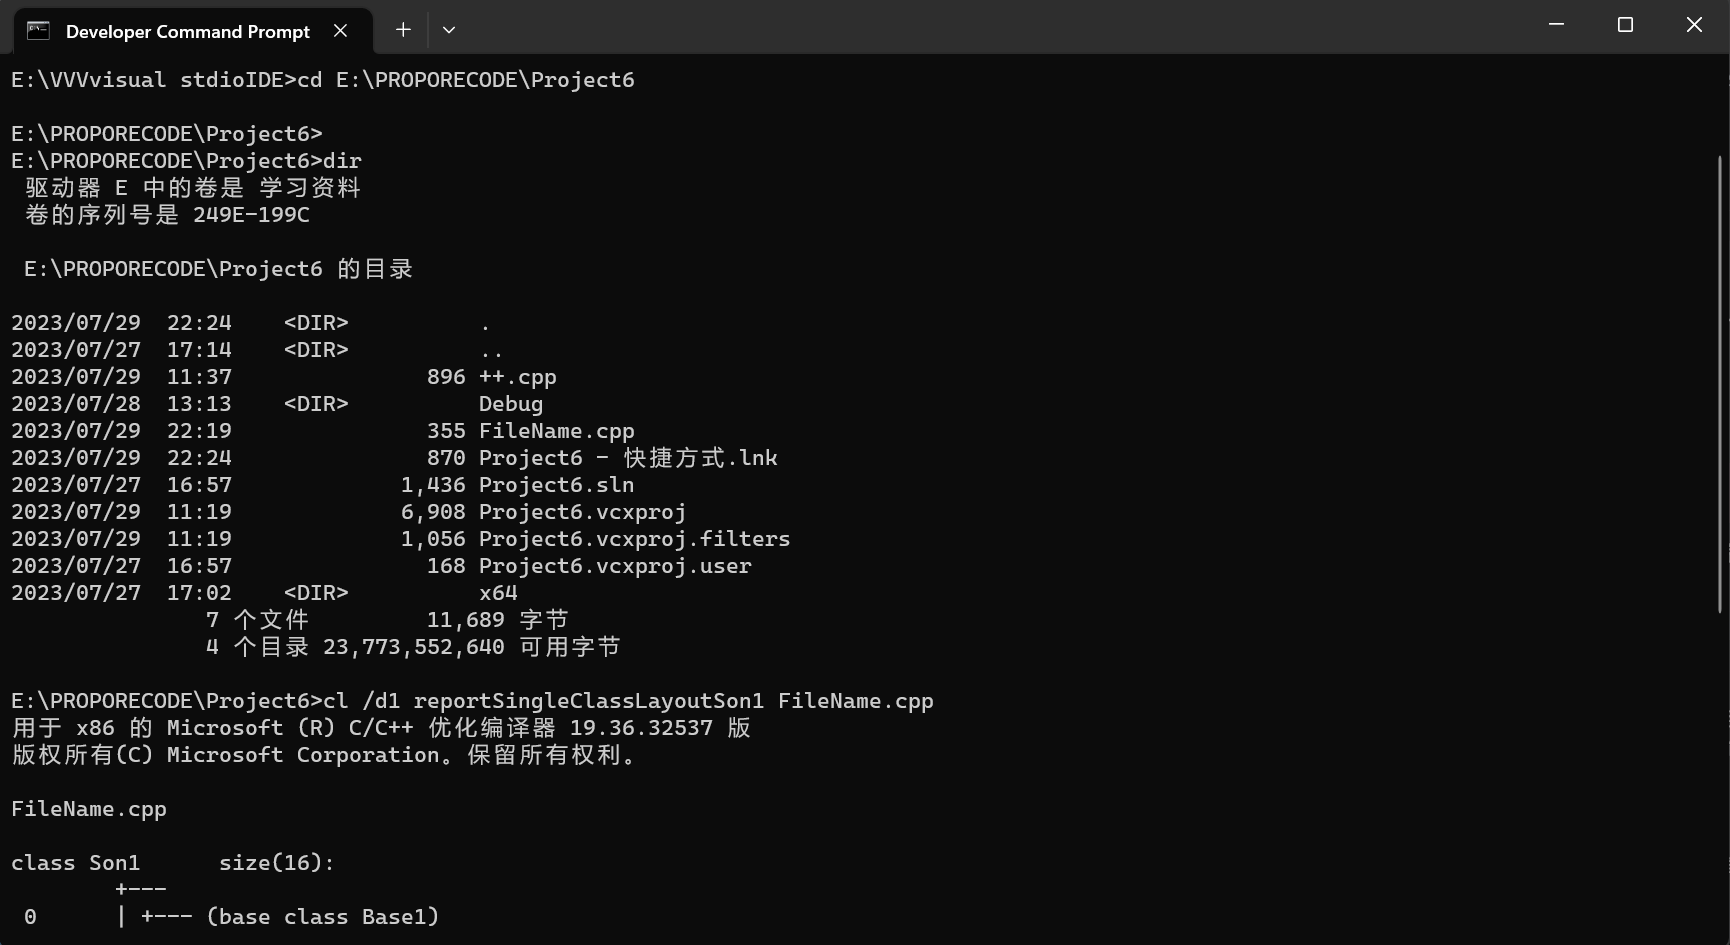 Developer Command Prompt
E:\VVVvisual stdioIDE>cd E:\PROPORECODE\Project6
E:\PROPORECODE\Project6>
E:\PROPORECODE\Project6>dir
驱动器 E 中的卷是 学习资料
卷的序列号是 249E-199C
E:\PROPORECODE\Project6 的目录
2023/07/29  22:24    <DIR>          .
2023/07/27  17:14    <DIR>          ..
2023/07/29  11:37               896 ++.cpp
2023/07/28  13:13    <DIR>          Debug
2023/07/29  22:19               355 FileName.cpp
2023/07/29  22:24               870 Project6 - 快捷方式.lnk
2023/07/27  16:57             1,436 Project6.sln
2023/07/29  11:19             6,908 Project6.vcxproj
2023/07/29  11:19             1,056 Project6.vcxproj.filters
2023/07/27  16:57               168 Project6.vcxproj.user
2023/07/27  17:02    <DIR>          x64
7 个文件         11,689 字节
4 个目录 23,773,552,640 可用字节
E:\PROPORECODE\Project6>cl /d1 reportSingleClassLayoutSon1 FileName.cpp
用于 x86 的 Microsoft (R) C/C++ 优化编译器 19.36.32537 版
版权所有(C) Microsoft Corporation。保留所有权利。
FileName.cpp
class Son1      size(16):
+---
0      | +--- (base class Base1)